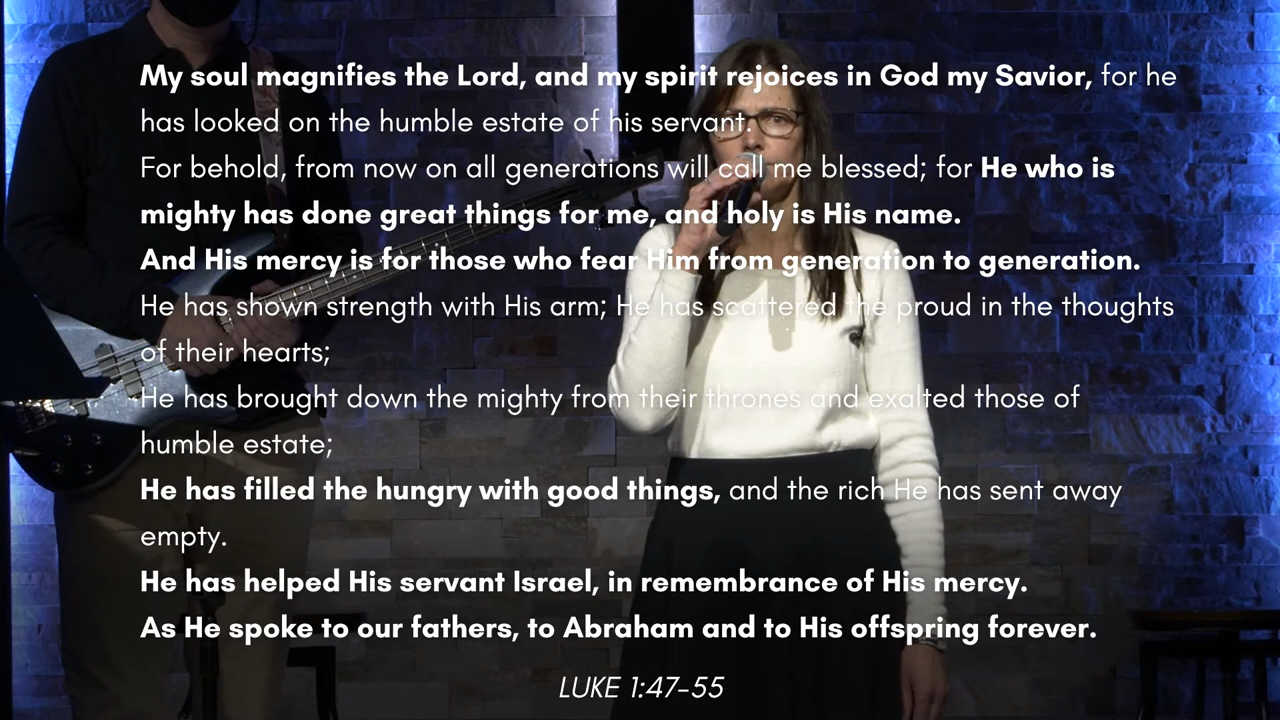 My soul magnifies the Lord, and my spirit rejoices in God my Savior, for he
has looked on the humble estate of his servant.
For behold, from now on all generations will call me blessed; for He who is
mighty has done great things for me, and holy is His name.
And His mercy is for those who fear Him from generation to generation.
He has shown strength with His arm; He has scattered the proud in the thoughts
of their hearts;
He has brought down the mighty from their thrones and exalted those of
humble estate;
He has filled the hungry with good things, and the rich He has sent away
empty.
He has helped His servant Israel, in remembrance of His mercy.
As He spoke to our fathers, to Abraham and to His offspring forever.
LUKE 1:47-55